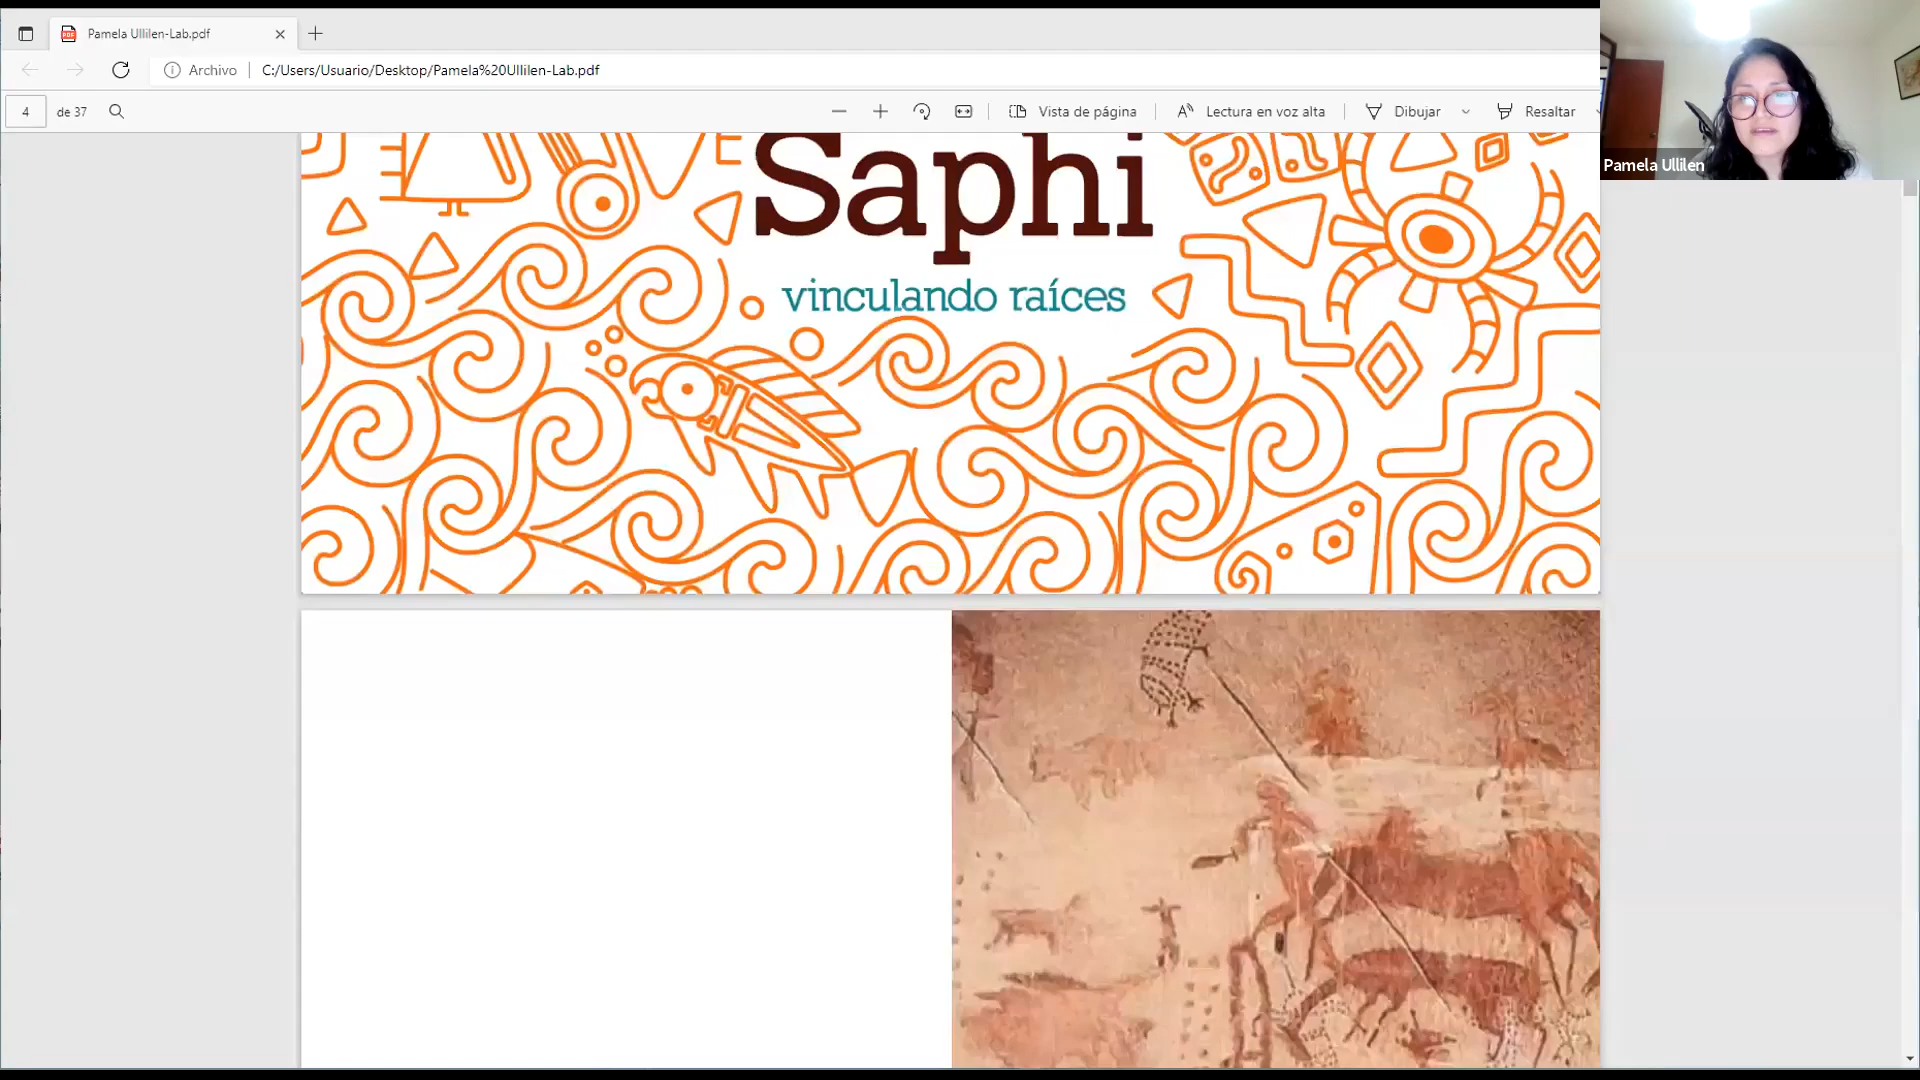 Pamela Ullilen-Lab.pdf
Archivo
C:/Users/Usuario/Desktop/Pamela%20Ullilen-Lab.pdf
4 de 37
Vista de página
Lectura en voz alta
Dibujar
Resaltar
Pamela Ullilen
Saphi
vinculando raíces